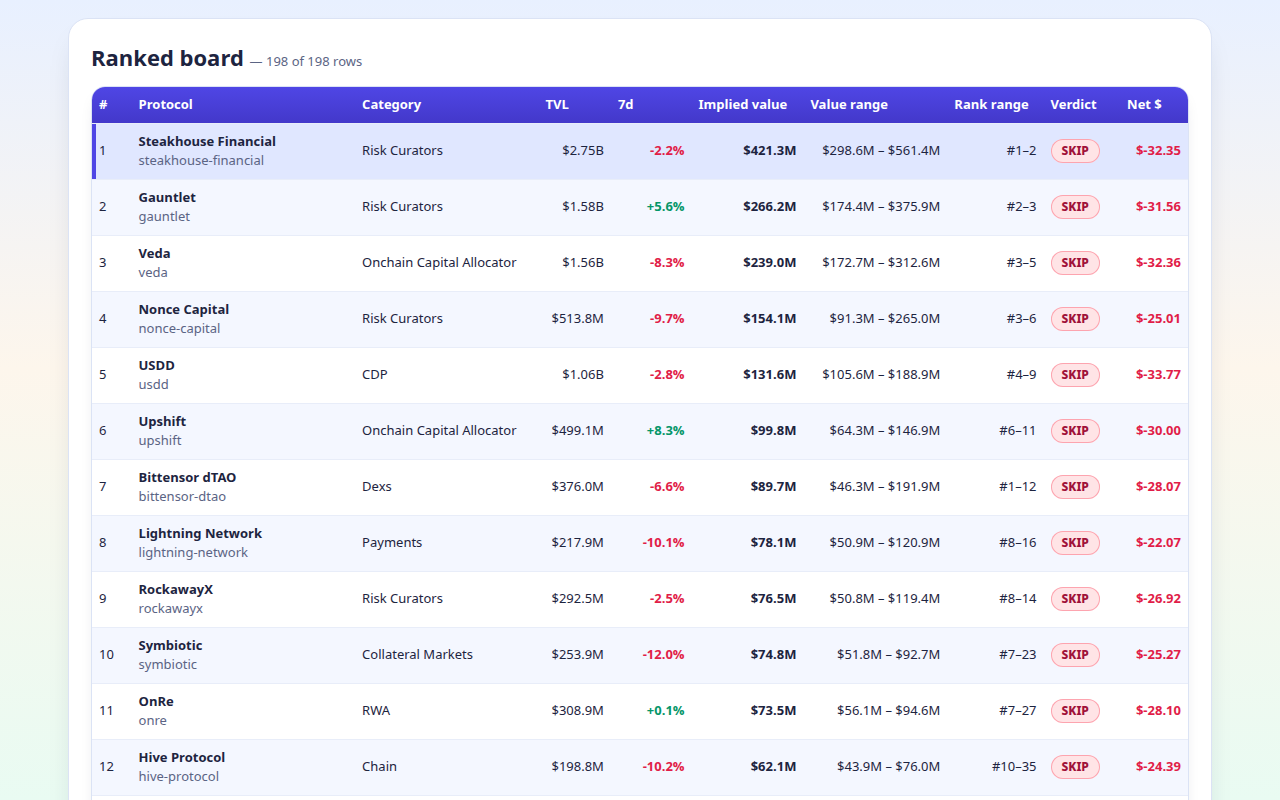 Ranked board — 198 of 198 rows
# Protocol Category TVL 7d Implied value Value range Rank range Verdict Net $
1 Steakhouse Financial steakhouse-financial Risk Curators $2.75B -2.2% $421.3M $298.6M – $561.4M #1–2 SKIP $-32.35
2 Gauntlet gauntlet Risk Curators $1.58B +5.6% $266.2M $174.4M – $375.9M #2–3 SKIP $-31.56
3 Veda veda Onchain Capital Allocator $1.56B -8.3% $239.0M $172.7M – $312.6M #3–5 SKIP $-32.36
4 Nonce Capital nonce-capital Risk Curators $513.8M -9.7% $154.1M $91.3M – $265.0M #3–6 SKIP $-25.01
5 USDD usdd CDP $1.06B -2.8% $131.6M $105.6M – $188.9M #4–9 SKIP $-33.77
6 Upshift upshift Onchain Capital Allocator $499.1M +8.3% $99.8M $64.3M – $146.9M #6–11 SKIP $-30.00
7 Bittensor dTAO bittensor-dtao Dexs $376.0M -6.6% $89.7M $46.3M – $191.9M #1–12 SKIP $-28.07
8 Lightning Network lightning-network Payments $217.9M -10.1% $78.1M $50.9M – $120.9M #8–16 SKIP $-22.07
9 RockawayX rockawayx Risk Curators $292.5M -2.5% $76.5M $50.8M – $119.4M #8–14 SKIP $-26.92
10 Symbiotic symbiotic Collateral Markets $253.9M -12.0% $74.8M $51.8M – $92.7M #7–23 SKIP $-25.27
11 OnRe onre RWA $308.9M +0.1% $73.5M $56.1M – $94.6M #7–27 SKIP $-28.10
12 Hive Protocol hive-protocol Chain $198.8M -10.2% $62.1M $43.9M – $76.0M #10–35 SKIP $-24.39